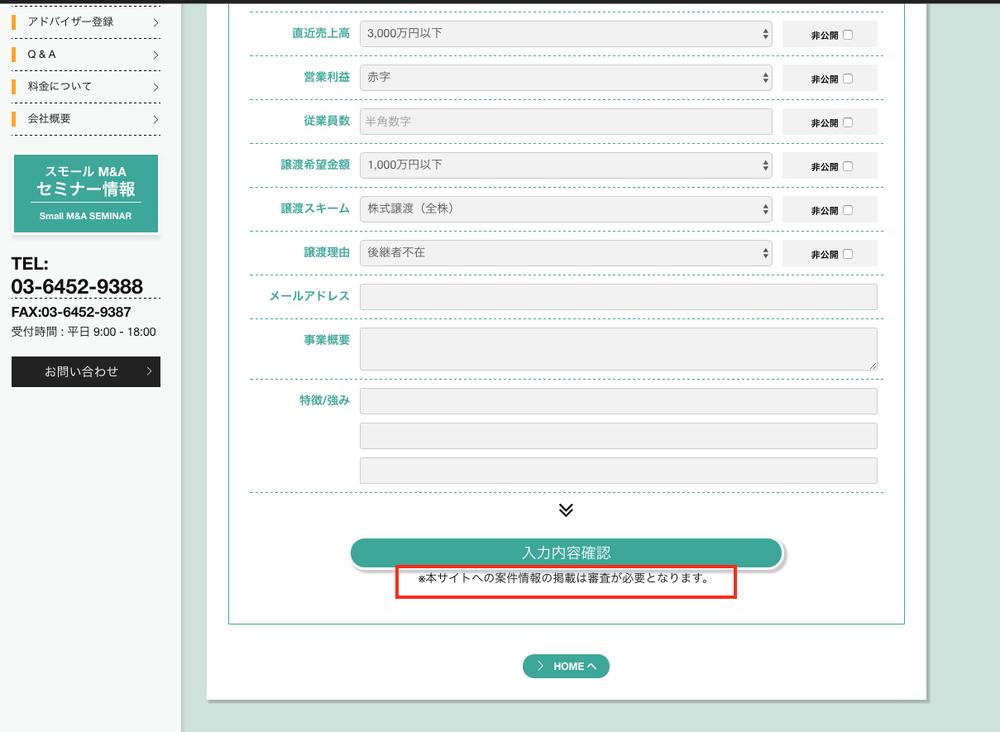 アドバイザー登録
Q & A
料金について
会社概要
スモール M&A
セミナー情報
Small M&A SEMINAR
TEL:
03-6452-9388
FAX:03-6452-9387
受付時間 : 平日 9:00 - 18:00
お問い合わせ
直近売上高
3,000万円以下
非公開
営業利益
赤字
非公開
従業員数
半角数字
非公開
譲渡希望金額
1,000万円以下
非公開
譲渡スキーム
株式譲渡（全株）
非公開
譲渡理由
後継者不在
非公開
メールアドレス
事業概要
特徴/強み
入力内容確認
※本サイトへの案件情報の掲載は審査が必要となります。
HOME へ